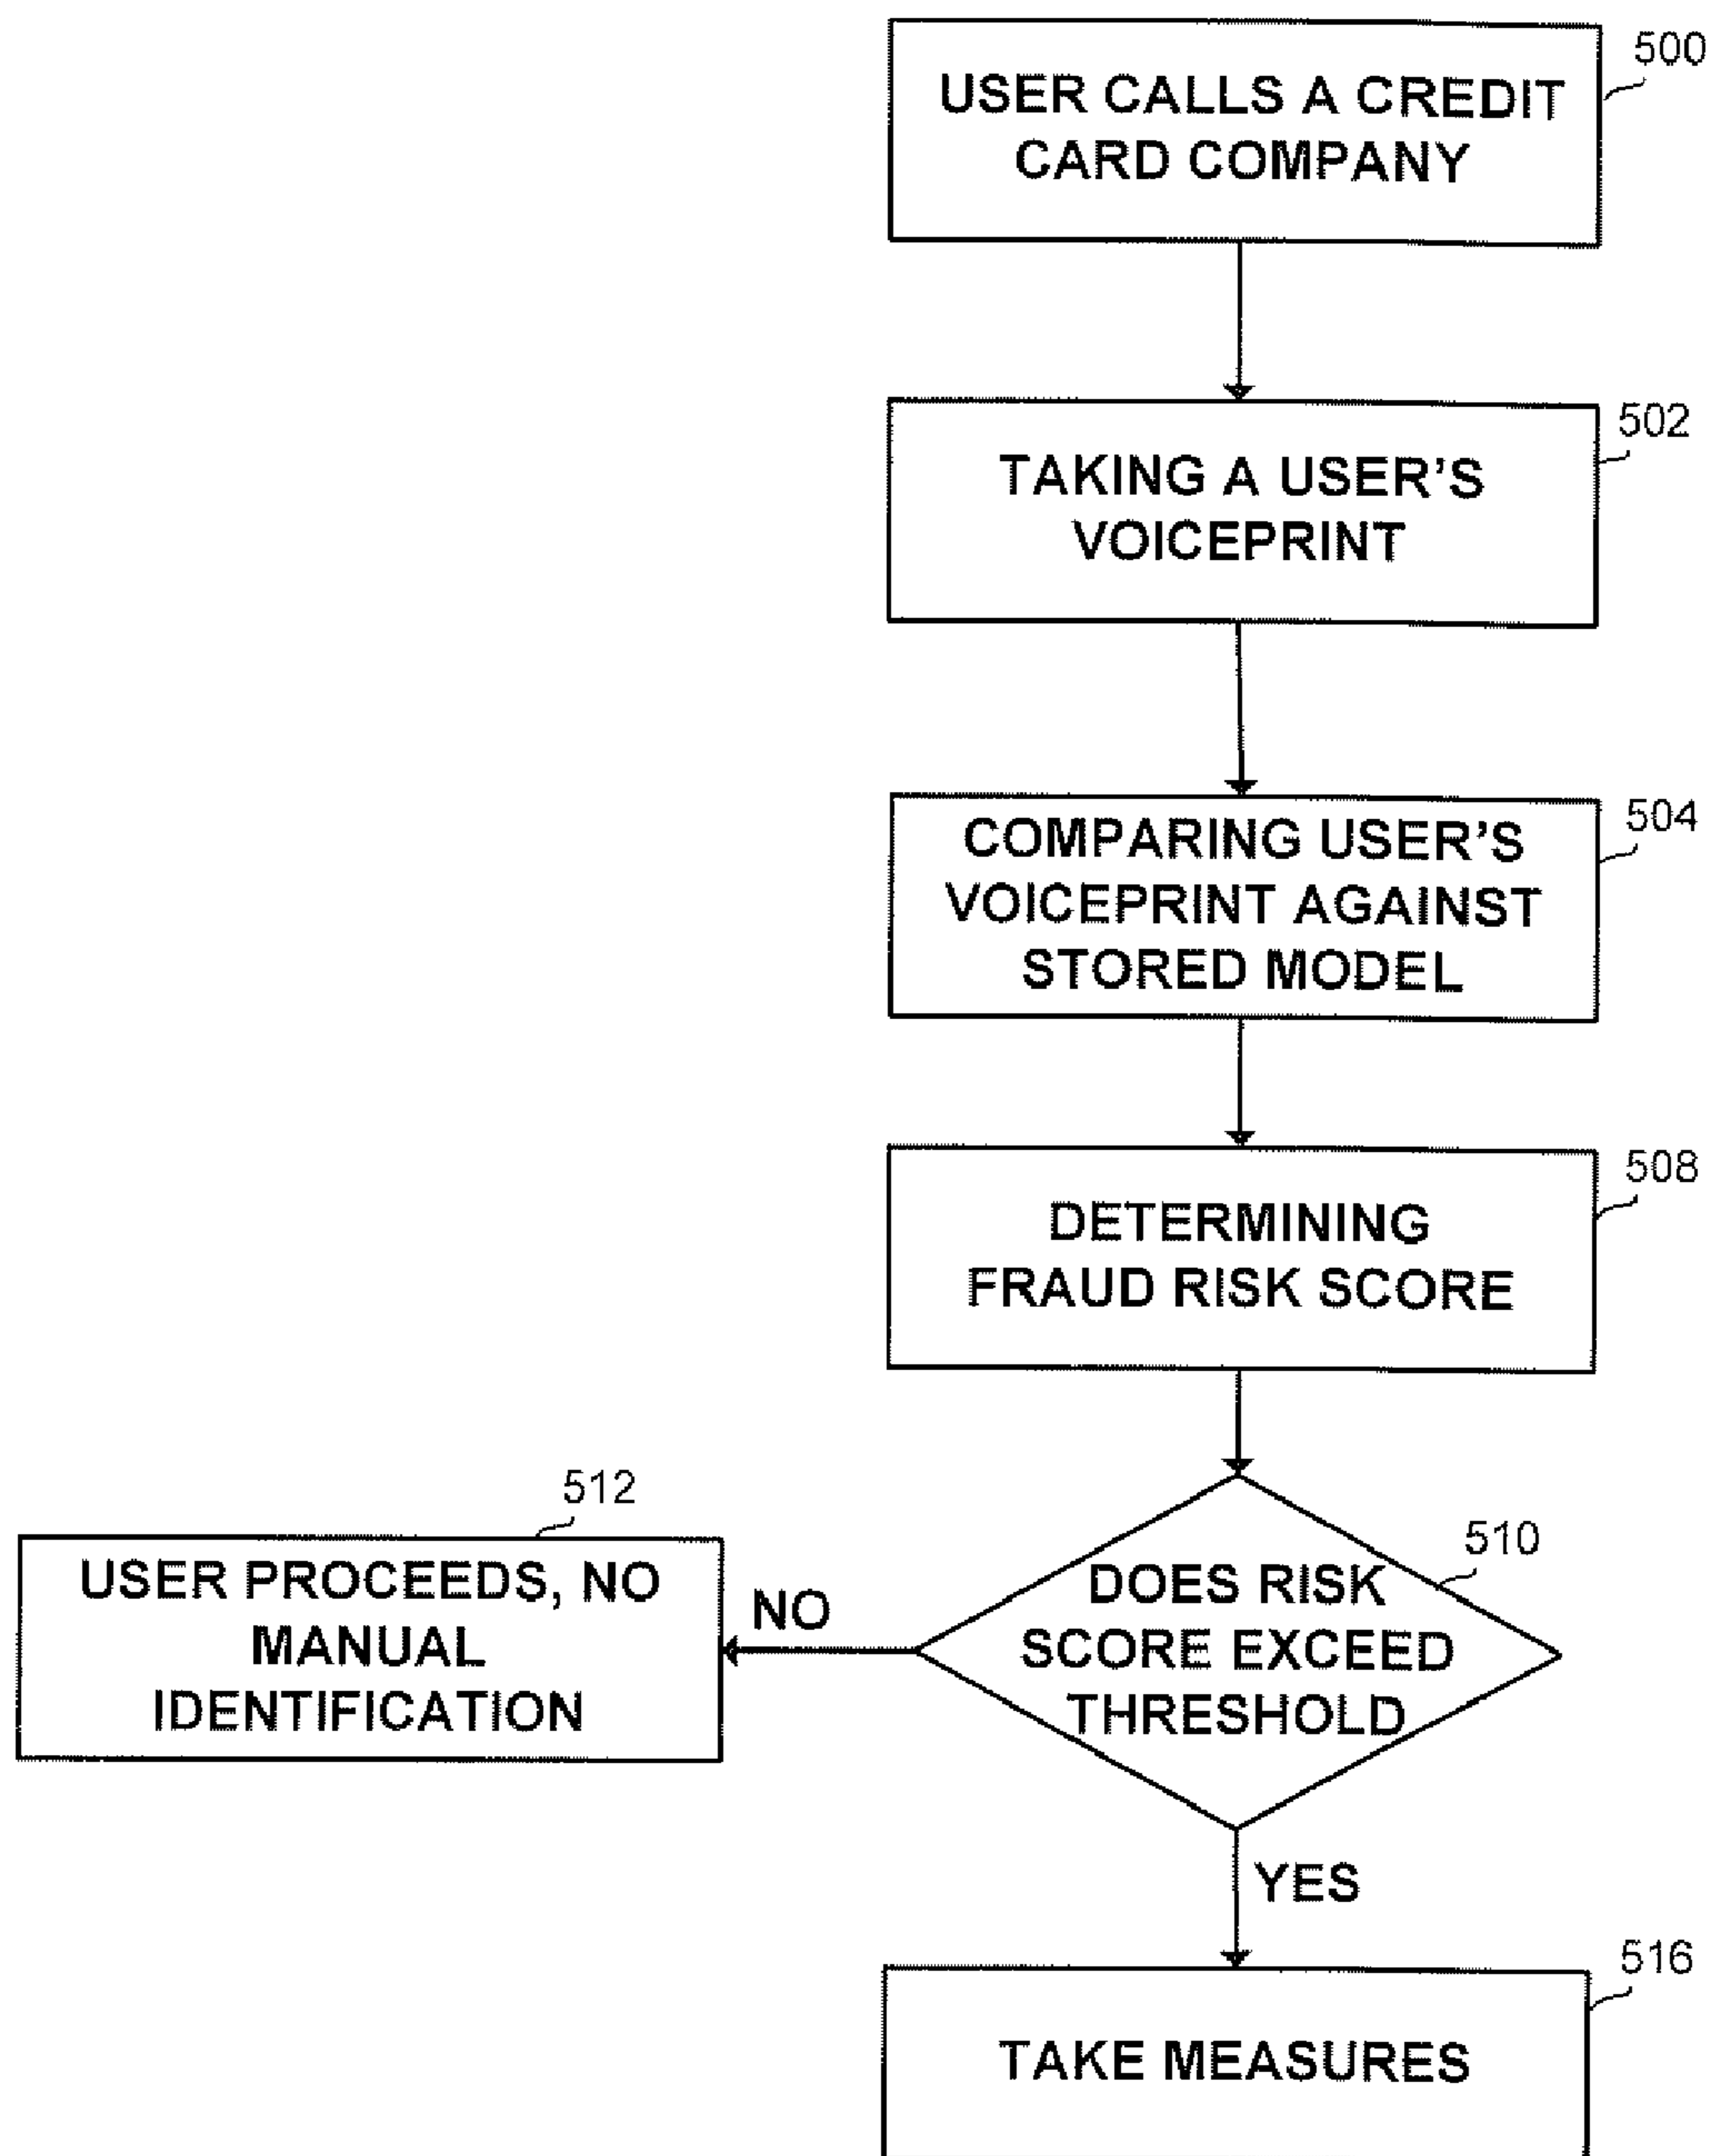 500
USER CALLS A CREDIT
CARD COMPANY
502
TAKING A USER'S
VOICEPRINT
504
COMPARING USER'S
VOICEPRINT AGAINST
STORED MODEL
508
DETERMINING
FRAUD RISK SCORE
512
USER PROCEEDS, NO
MANUAL
IDENTIFICATION
NO
510
DOES RISK
SCORE EXCEED
THRESHOLD
YES
516
TAKE MEASURES